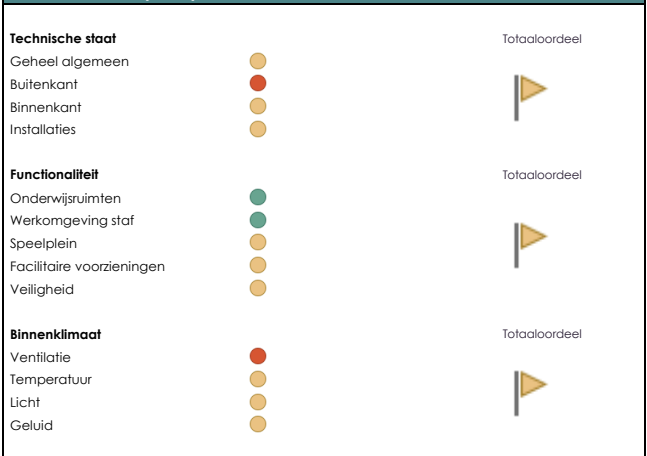 Technische staat Totaaloordeel
Geheel algemeen
Buitenkant
Binnenkant
Installaties
Functionaliteit Totaaloordeel
Onderwijsruimten
Werkomgeving staf
Speelplein
Facilitaire voorzieningen
Veiligheid
Binnenklimaat Totaaloordeel
Ventilatie
Temperatuur
Licht
Geluid